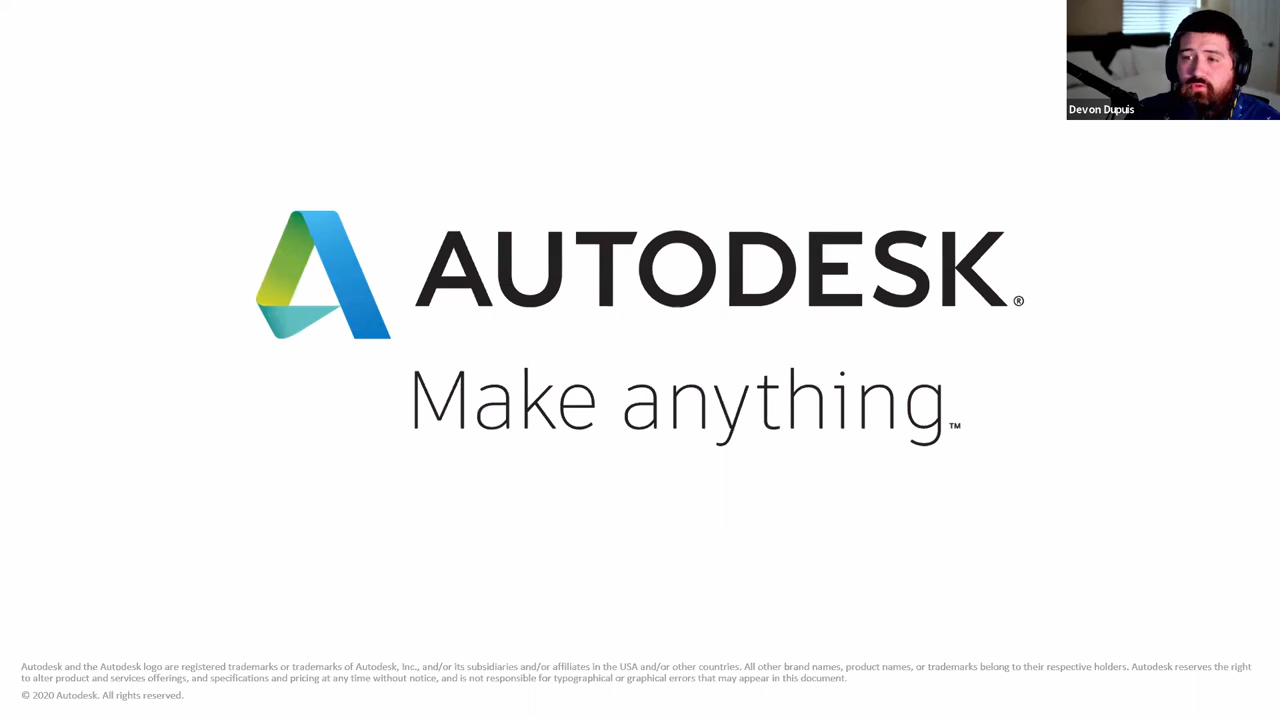 Devon Dupuis
AUTODESK®
Make anything™
Autodesk and the Autodesk logo are registered trademarks or trademarks of Autodesk, Inc., and/or its subsidiaries and/or affiliates in the USA and/or other countries. All other brand names, product names, or trademarks belong to their respective holders. Autodesk reserves the right
to alter product and services offerings, and specifications and pricing at any time without notice, and is not responsible for typographical or graphical errors that may appear in this document.
© 2020 Autodesk. All rights reserved.